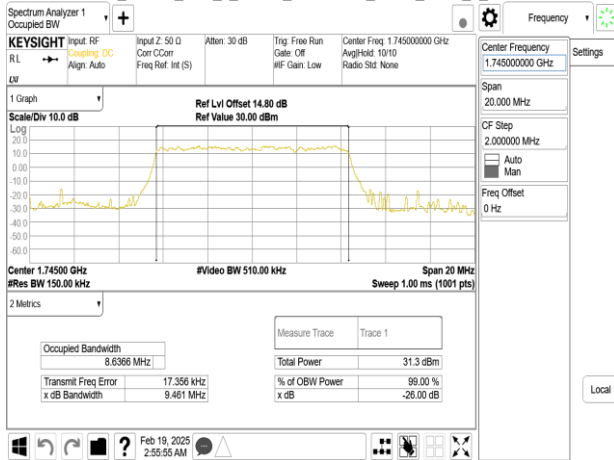 Spectrum Analyzer 1
Occupied BW
+
Frequency
KEYSIGHT
RL
LXI
Input: RF
Coupling: DC
Align: Auto
Input Z: 50 Ω
Corr CCorr
Freq Ref: Int (S)
Atten: 30 dB
Trig: Free Run
Gate: Off
#IF Gain: Low
Center Freq: 1.745000000 GHz
Avg|Hold: 10/10
Radio Std: None
Center Frequency
1.745000000 GHz
Settings
Span
20.000 MHz
CF Step
2.000000 MHz
Auto
Man
Freq Offset
0 Hz
Local
1 Graph
Scale/Div 10.0 dB
Ref Lvl Offset 14.80 dB
Ref Value 30.00 dBm
Log
20.0
10.0
0.00
-10.0
-20.0
-30.0
-40.0
-50.0
-60.0
Center 1.74500 GHz
#Video BW 510.00 kHz
Span 20 MHz
#Res BW 150.00 kHz
Sweep 1.00 ms (1001 pts)
2 Metrics
Measure Trace Trace 1
Occupied Bandwidth
8.6366 MHz
Total Power 31.3 dBm
Transmit Freq Error 17.356 kHz
% of OBW Power 99.00 %
x dB Bandwidth 9.461 MHz
x dB -26.00 dB
?
Feb 19, 2025
2:55:55 AM